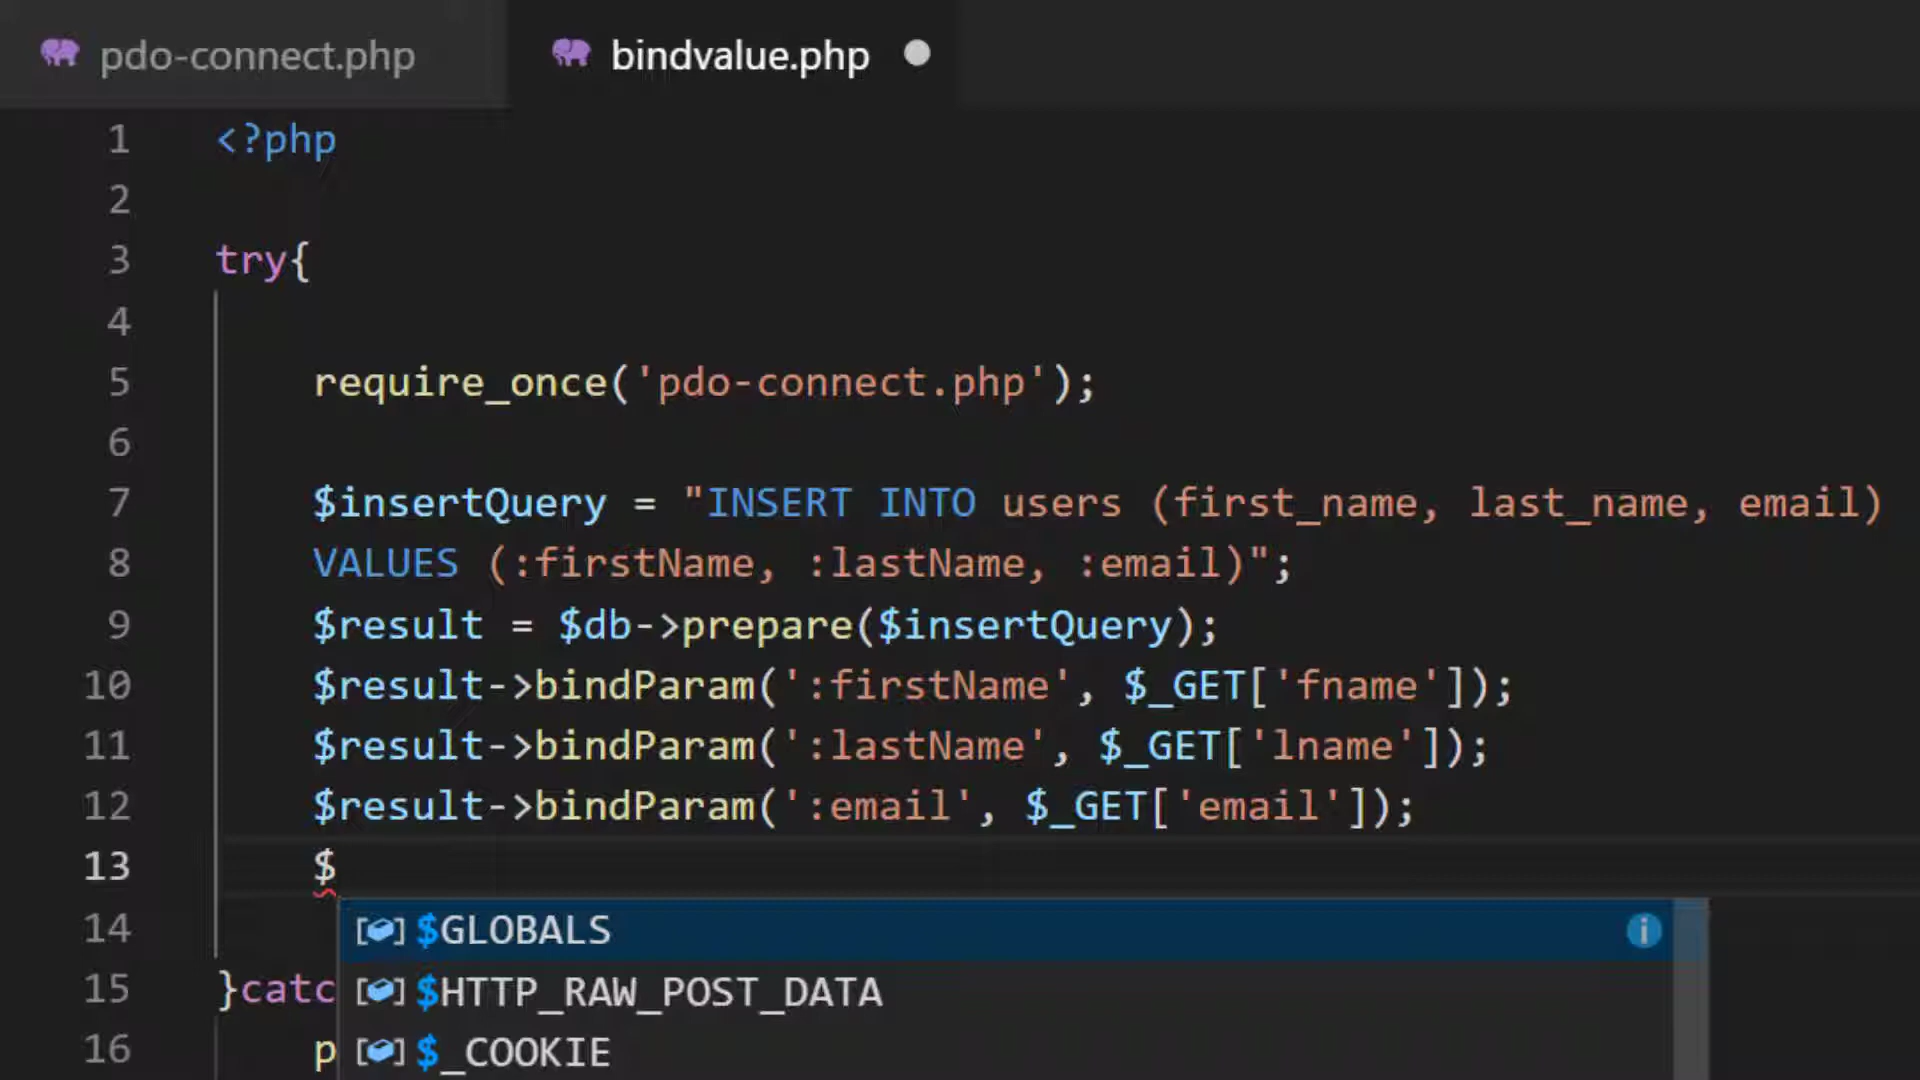 pdo-connect.php bindvalue.php
1 <?php
2
3 try{
4
5 require_once('pdo-connect.php');
6
7 $insertQuery = "INSERT INTO users (first_name, last_name, email)
8 VALUES (:firstName, :lastName, :email)";
9 $result = $db->prepare($insertQuery);
10 $result->bindParam(':firstName', $_GET['fname']);
11 $result->bindParam(':lastName', $_GET['lname']);
12 $result->bindParam(':email', $_GET['email']);
13 $
14 $GLOBALS
15 }catc $HTTP_RAW_POST_DATA
16 p $_COOKIE